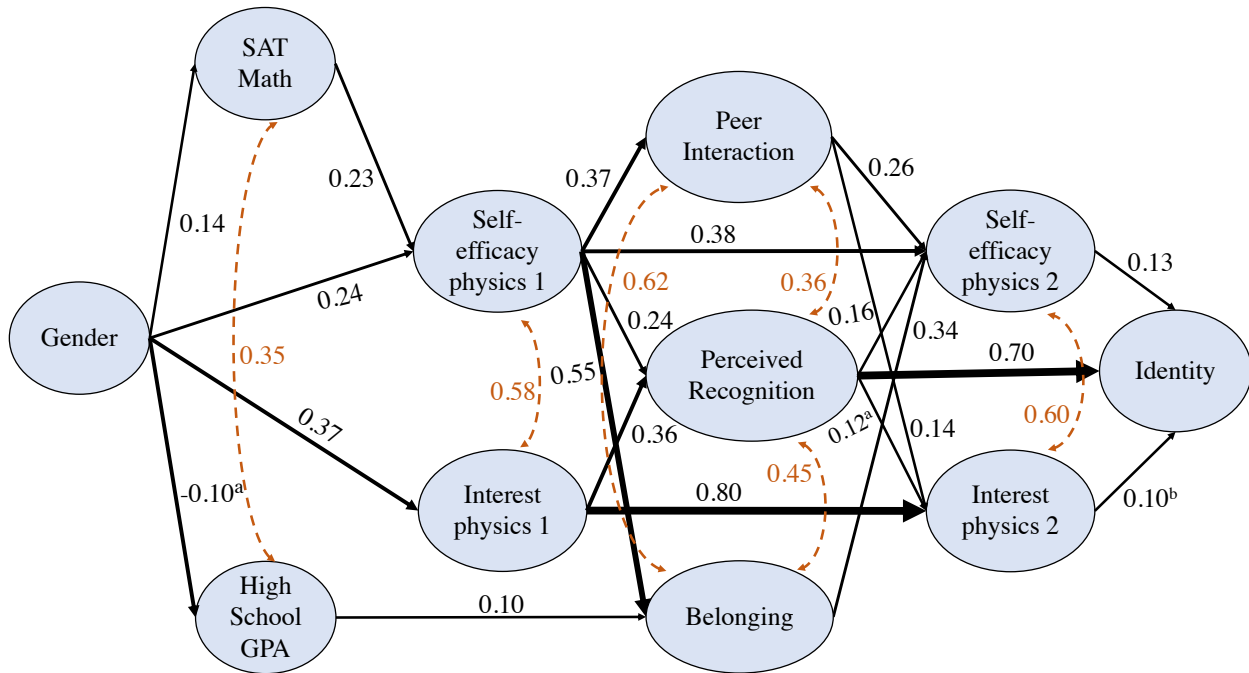 SAT
Math
Peer
Interaction
0.23
0.37
0.26
0.14
Self-
efficacy
physics 1
0.38
Self-
efficacy
physics 2
0.13
0.62
0.36
0.24
0.24
0.16
0.34
Gender
0.35
0.58
0.55
Perceived
Recognition
0.70
Identity
0.37
0.36
0.12a
0.14
0.60
-0.10a
Interest
physics 1
0.80
0.45
Interest
physics 2
0.10b
High
School
GPA
0.10
Belonging